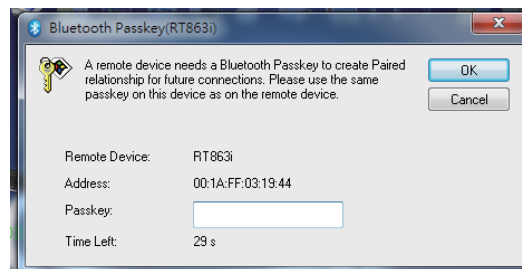 Bluetooth Passkey(RT863i)
A remote device needs a Bluetooth Passkey to create Paired
relationship for future connections. Please use the same
passkey on this device as on the remote device.
OK
Cancel
Remote Device: RT863i
Address: 00:1A:FF:03:19:44
Passkey:
Time Left: 29 s